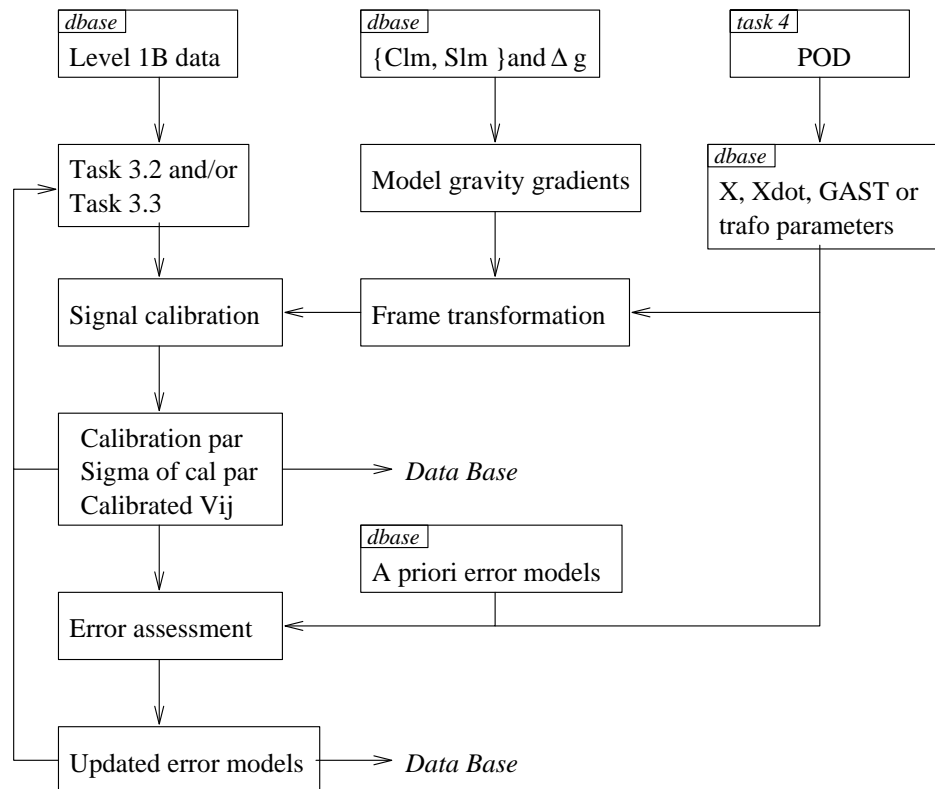 dbase
Level 1B data
dbase
{Clm, Slm }and Δ g
task 4
POD
Task 3.2 and/or
Task 3.3
Model gravity gradients
dbase
X, Xdot, GAST or
trafo parameters
Signal calibration
Frame transformation
Calibration par
Sigma of cal par
Calibrated Vij
Data Base
dbase
A priori error models
Error assessment
Updated error models
Data Base